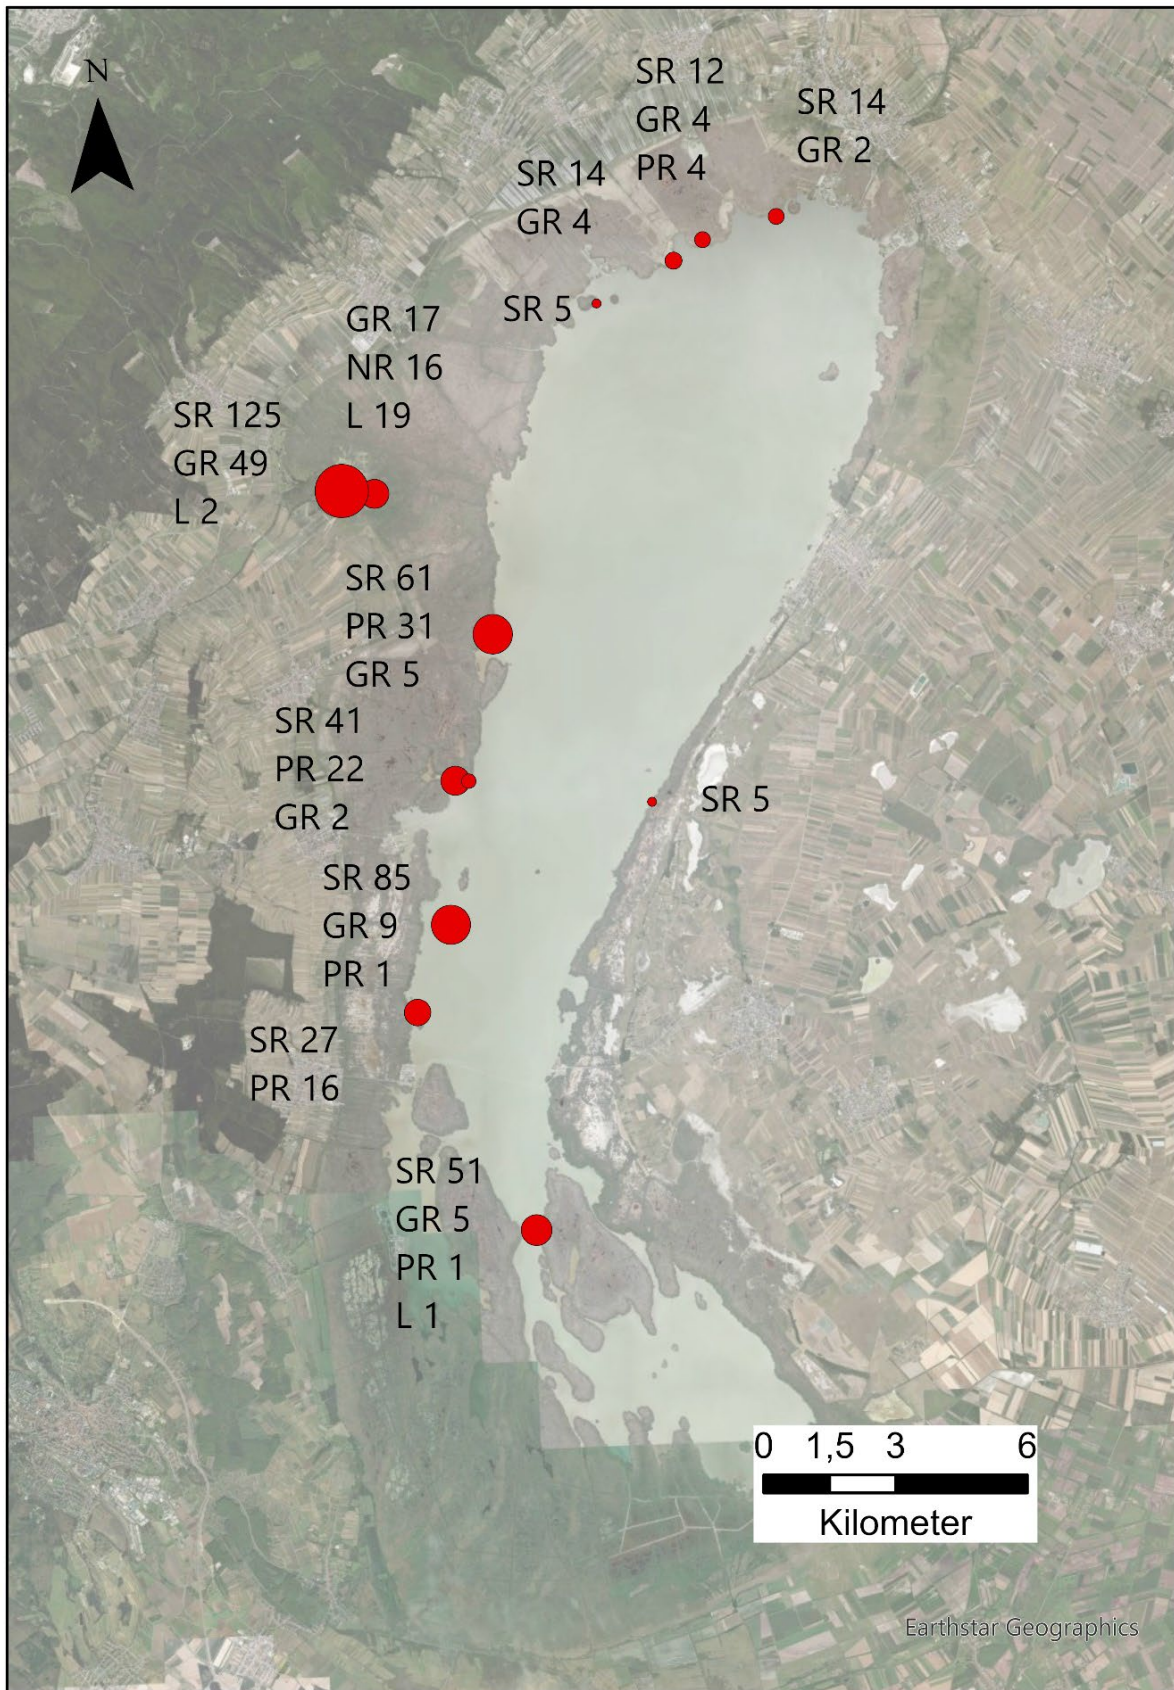 N
SR 12
GR 4
PR 4
SR 14
GR 2
SR 14
GR 4
SR 5
GR 17
NR 16
L 19
SR 125
GR 49
L 2
SR 61
PR 31
GR 5
SR 41
PR 22
GR 2
SR 5
SR 85
GR 9
PR 1
SR 27
PR 16
SR 51
GR 5
PR 1
L 1
0 1,5 3 6
Kilometer
Earthstar Geographics